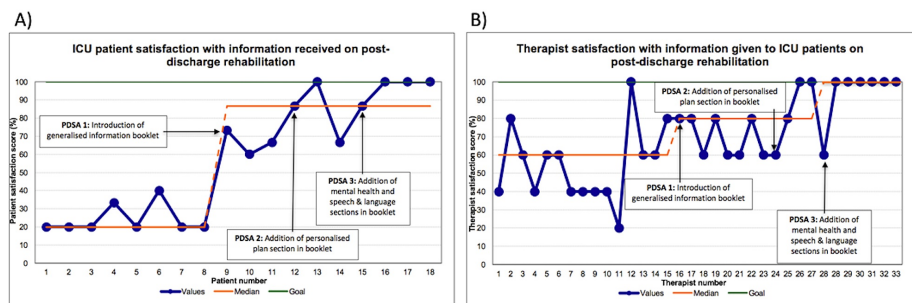 A)
ICU patient satisfaction with information received on post-
discharge rehabilitation
Patient satisfaction score (%)
100
90
80
70
60
50
40
30
20
10
0
PDSA 1: Introduction of
generalised information booklet
PDSA 2: Addition of personalised
plan section in booklet
PDSA 3: Addition of
mental health and
speech & language
sections in booklet
1 2 3 4 5 6 7 8 9 10 11 12 13 14 15 16 17 18
Patient number
Values Median Goal
B)
Therapist satisfaction with information given to ICU patients on
post-discharge rehabilitation
Therapist satisfaction score (%)
100
90
80
70
60
50
40
30
20
10
0
PDSA 2: Addition of personalised
plan section in booklet
PDSA 1: Introduction of
generalised information booklet
PDSA 3: Addition of
mental health and
speech & language
sections in booklet
1 2 3 4 5 6 7 8 9 10 11 12 13 14 15 16 17 18 19 20 21 22 23 24 25 26 27 28 29 30 31 32 33
Therapist number
Values Median Goal